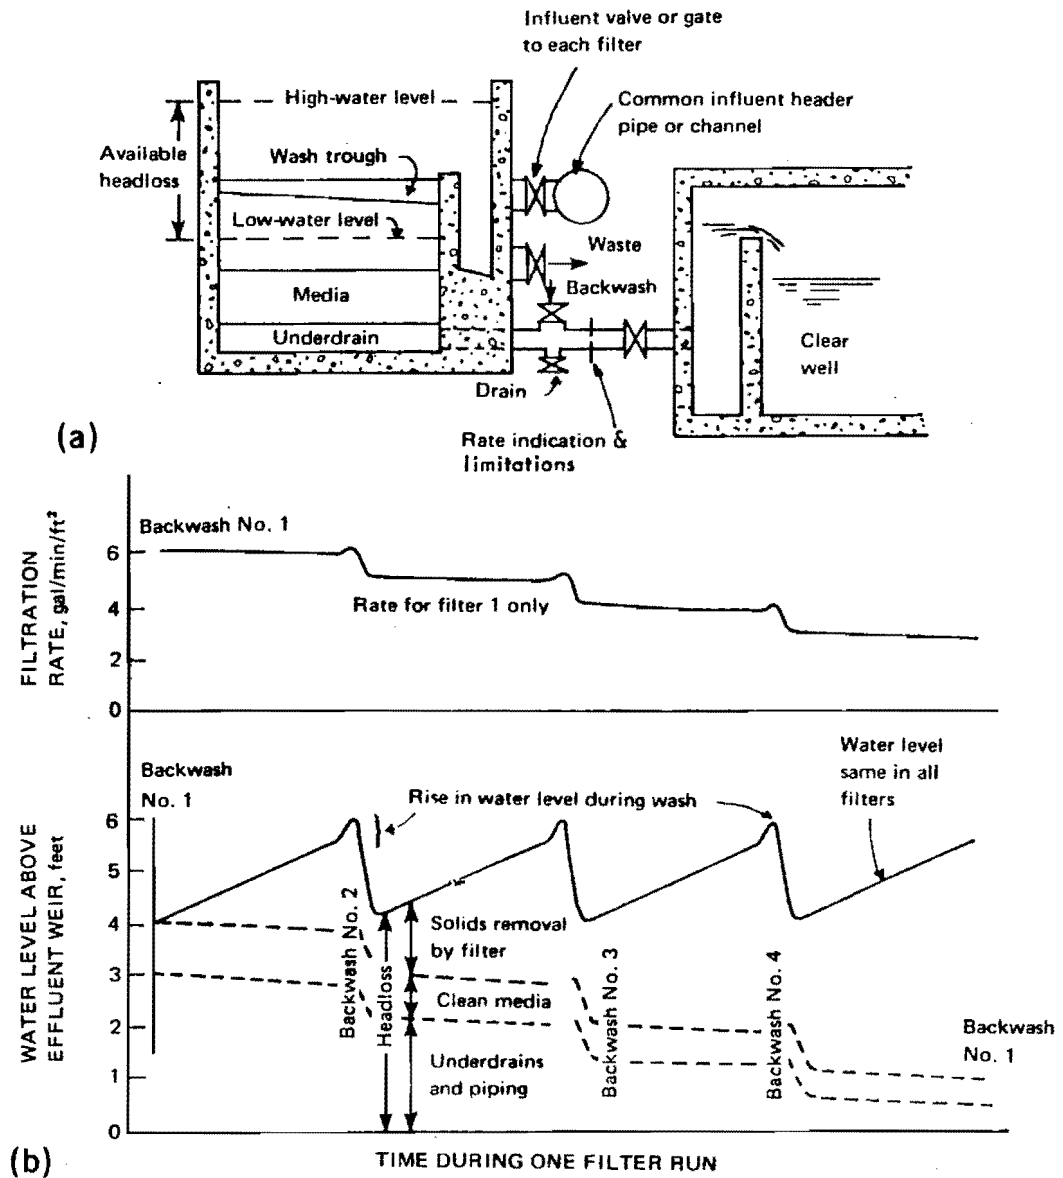 Influent valve or gate
to each filter
High-water level
Common influent header
pipe or channel
Available
headloss
Wash trough
Low-water level
Waste
Backwash
Media
Underdrain
Clear
well
Drain
Rate indication &
limitations
(a)
Backwash No. 1
FILTRATION
RATE, gal/min/ft²
6
4
2
0
Rate for filter 1 only
Water level
same in all
filters
Backwash
No. 1
Rise in water level during wash
WATER LEVEL ABOVE
EFFLUENT WEIR, feet
6
5
4
3
2
1
0
Backwash No. 2
Headloss
Solids removal
by filter
Clean media
Underdrains
and piping
Backwash No. 3
Backwash No. 4
Backwash
No. 1
(b)
TIME DURING ONE FILTER RUN